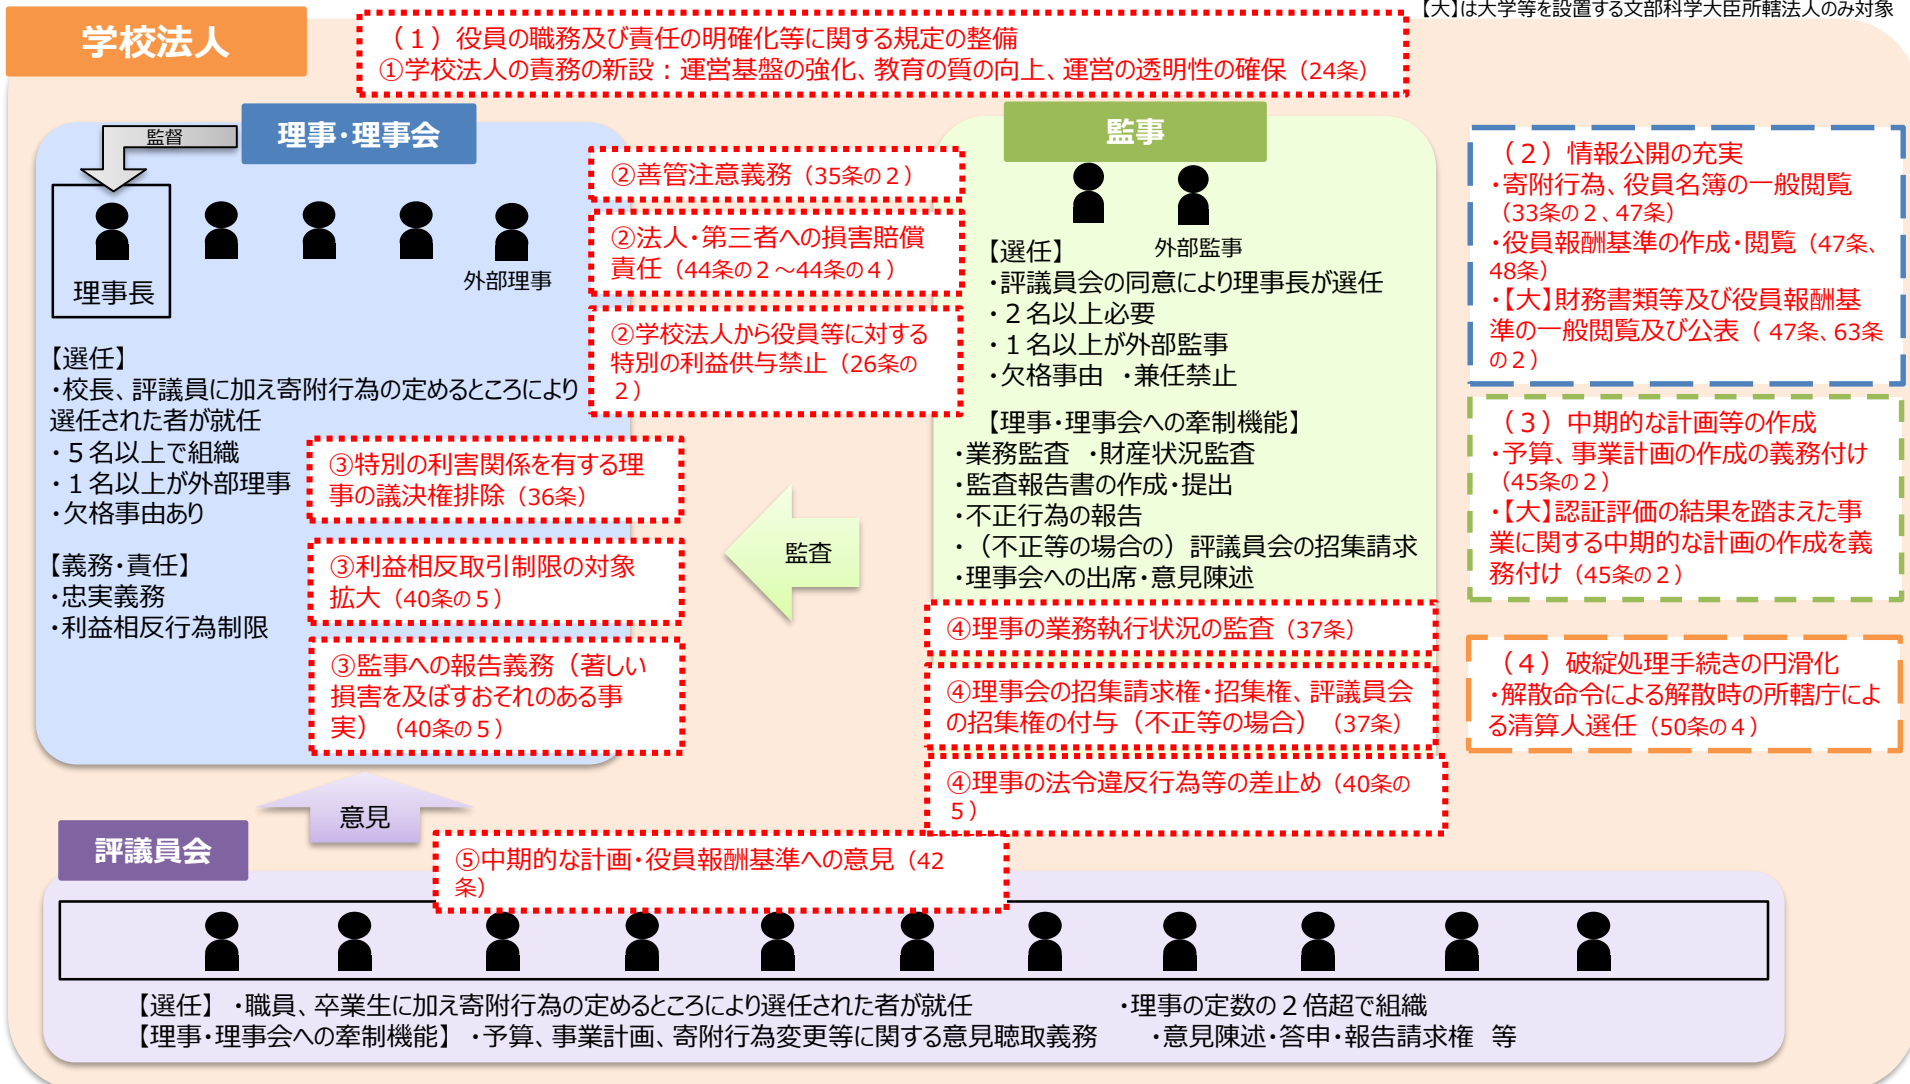 【大】は大学等を設置する文部科学大臣所轄法人のみ対象
学校法人
（１）役員の職務及び責任の明確化等に関する規定の整備
①学校法人の責務の新設：運営基盤の強化、教育の質の向上、運営の透明性の確保（24条）
理事・理事会
監督
理事長
外部理事
【選任】
・校長、評議員に加え寄附行為の定めるところにより
選任された者が就任
・５名以上で組織
・１名以上が外部理事
・欠格事由あり
【義務・責任】
・忠実義務
・利益相反行為制限
②善管注意義務（35条の２）
②法人・第三者への損害賠償
責任（44条の２～44条の４）
②学校法人から役員等に対する
特別の利益供与禁止（26条の
２）
③特別の利害関係を有する理
事の議決権排除（36条）
③利益相反取引制限の対象
拡大（40条の５）
③監事への報告義務（著しい
損害を及ぼすおそれのある事
実）（40条の５）
監査
監事
外部監事
【選任】
・評議員会の同意により理事長が選任
・２名以上必要
・１名以上が外部監事
・欠格事由　・兼任禁止
【理事・理事会への牽制機能】
・業務監査　・財産状況監査
・監査報告書の作成・提出
・不正行為の報告
・（不正等の場合の）評議員会の招集請求
・理事会への出席・意見陳述
④理事の業務執行状況の監査（37条）
④理事会の招集請求権・招集権、評議員会
の招集権の付与（不正等の場合）（37条）
④理事の法令違反行為等の差止め（40条の
５）
（２）情報公開の充実
・寄附行為、役員名簿の一般閲覧
（33条の２、47条）
・役員報酬基準の作成・閲覧（47条、
48条）
・【大】財務書類等及び役員報酬基
準の一般閲覧及び公表（ 47条、63条
の２）
（３）中期的な計画等の作成
・予算、事業計画の作成の義務付け
（45条の２）
・【大】認証評価の結果を踏まえた事
業に関する中期的な計画の作成を義
務付け（45条の２）
（４）破綻処理手続きの円滑化
・解散命令による解散時の所轄庁によ
る清算人選任（50条の４）
意見
評議員会
⑤中期的な計画・役員報酬基準への意見（42
条）
【選任】・職員、卒業生に加え寄附行為の定めるところにより選任された者が就任　・理事の定数の２倍超で組織
【理事・理事会への牽制機能】・予算、事業計画、寄附行為変更等に関する意見聴取義務　・意見陳述・答申・報告請求権　等